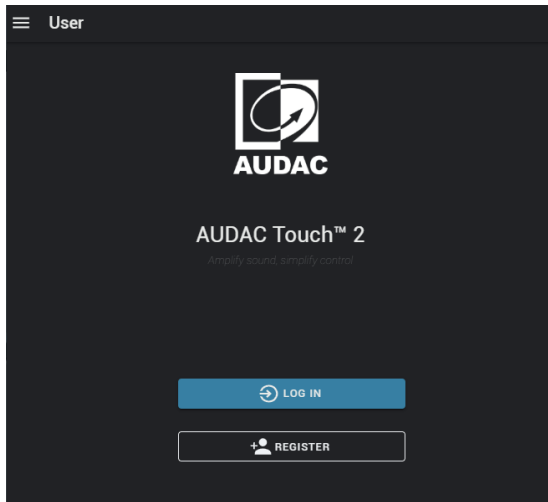 User
AUDAC
AUDAC Touch™ 2
Amplify sound, simplify control
LOG IN
REGISTER